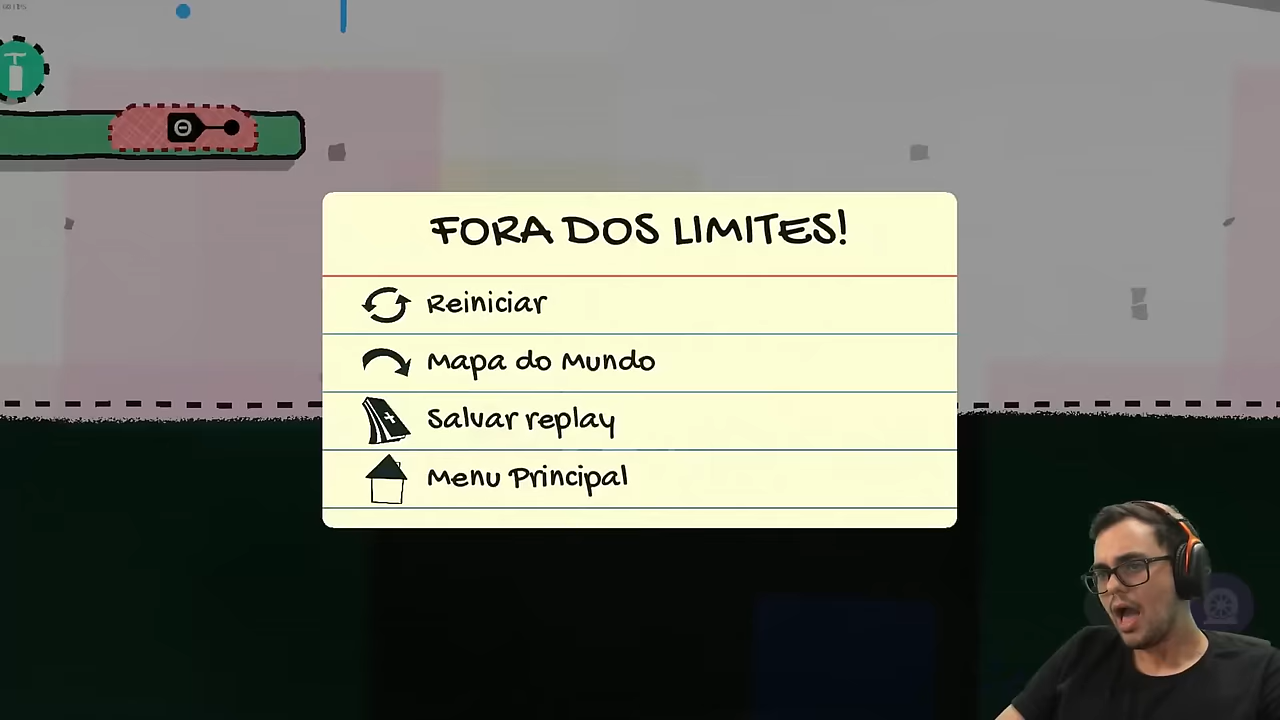 FORA DOS LIMITES!
Reiniciar
Mapa do Mundo
Salvar replay
Menu Principal